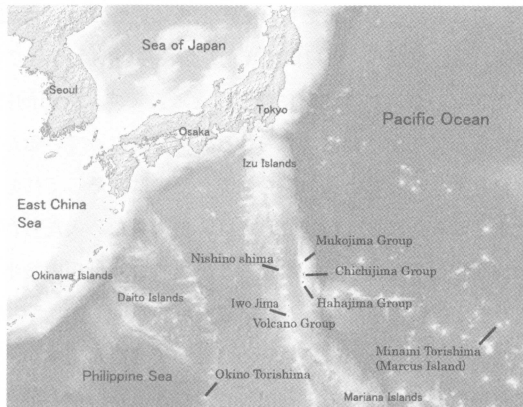 Sea of Japan
Seoul
Tokyo
Pacific Ocean
Osaka
Izu Islands
East China
Sea
Mukojima Group
Nishino shima
Chichijima Group
Okinawa Islands
Daito Islands
Iwo Jima
Hahajima Group
Volcano Group
Minami Torishima
(Marcus Island)
Philippine Sea
Okino Torishima
Mariana Islands